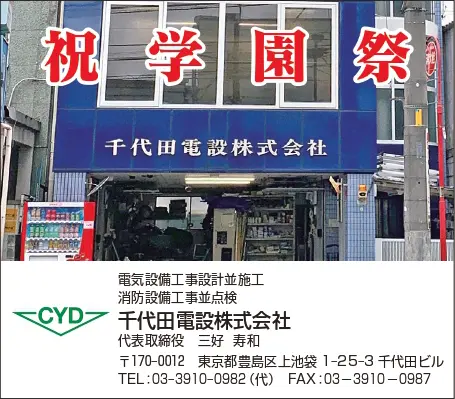 祝学園祭
千代田電設株式会社
電気設備工事設計並施工
消防設備工事並点検
CYD
千代田電設株式会社
代表取締役 三好 寿和
〒170-0012 東京都豊島区上池袋 1-25-3 千代田ビル
TEL:03-3910-0982(代) FAX:03-3910-0987